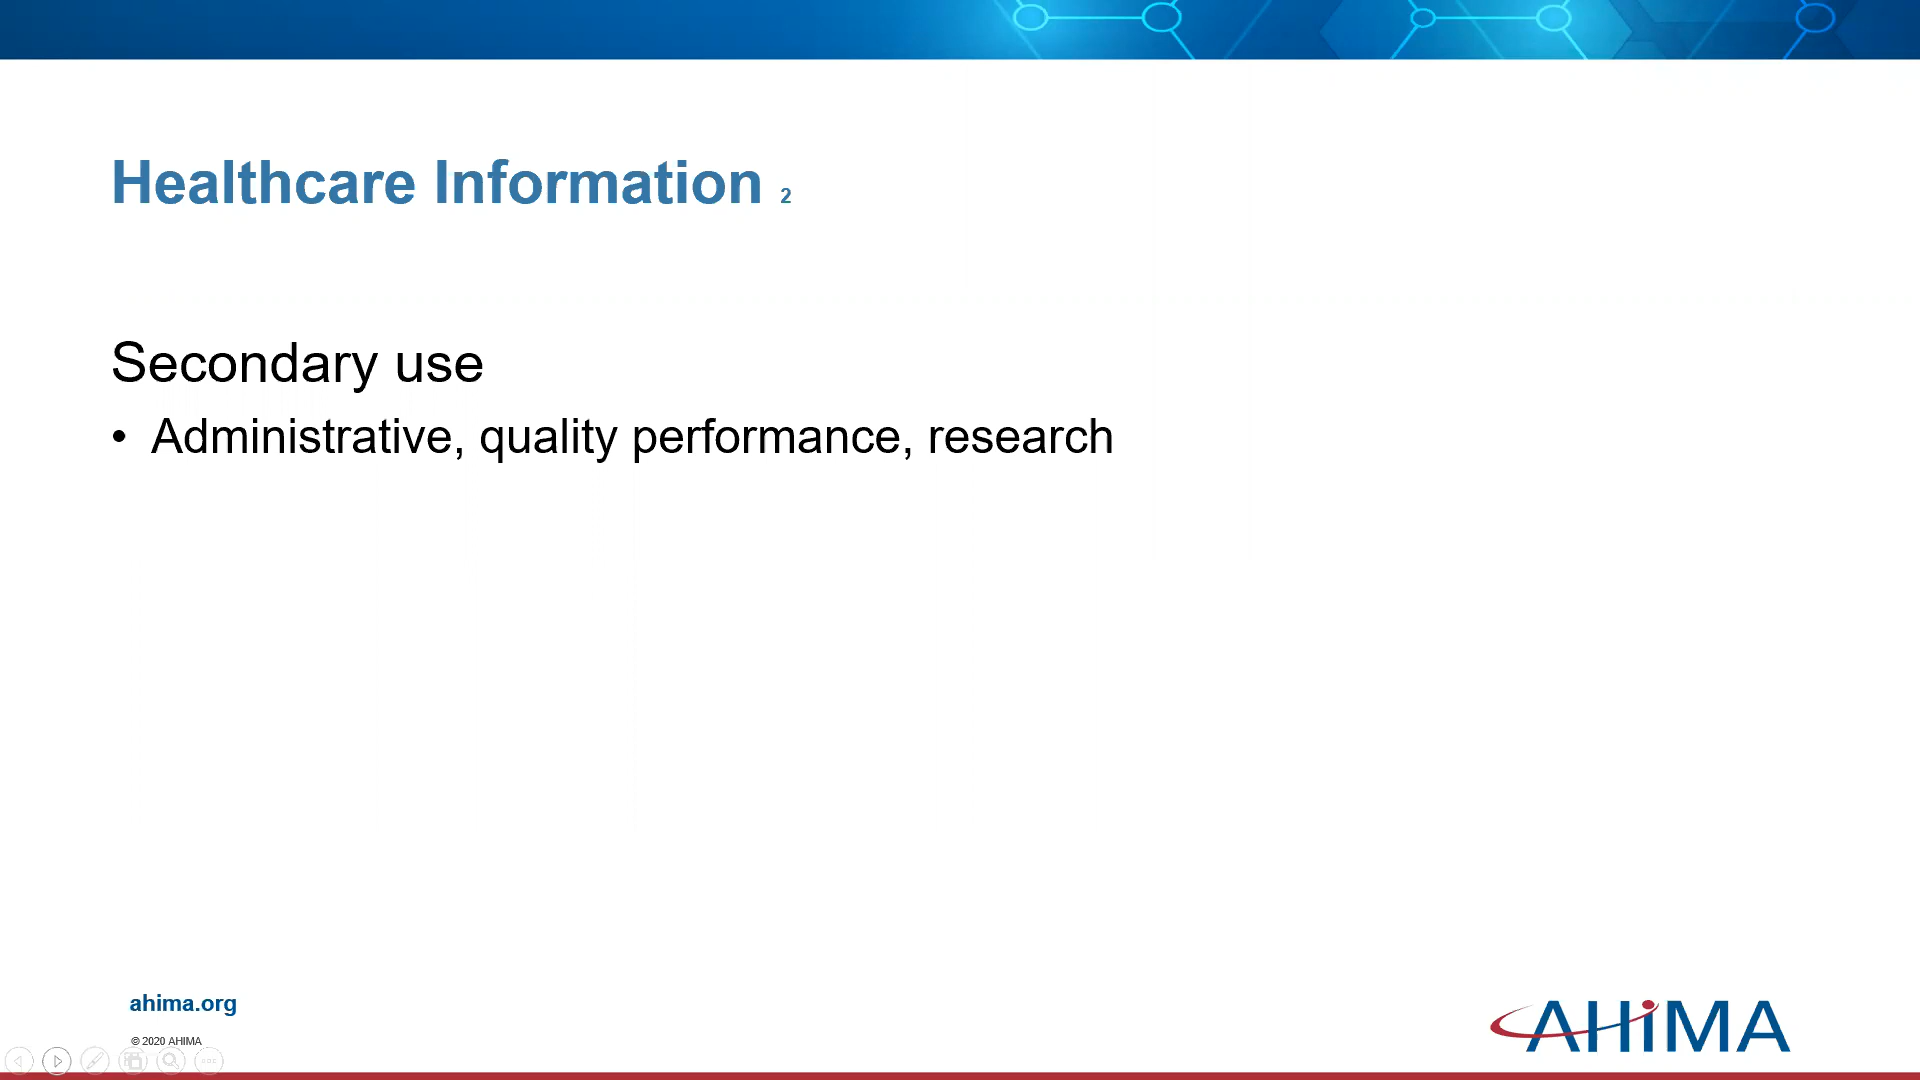 Healthcare Information 2
Secondary use
• Administrative, quality performance, research
ahima.org
© 2020 AHIMA
AHiMA